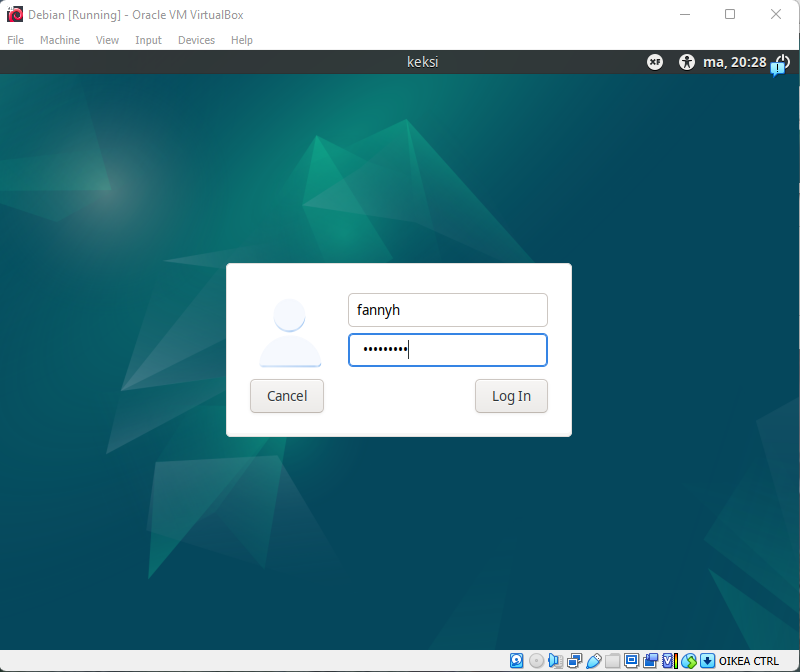 Debian [Running] - Oracle VM VirtualBox
File Machine View Input Devices Help
keksi
XF
ma, 20:28
fannyh
•••••••••
Cancel
Log In
OIKEA CTRL